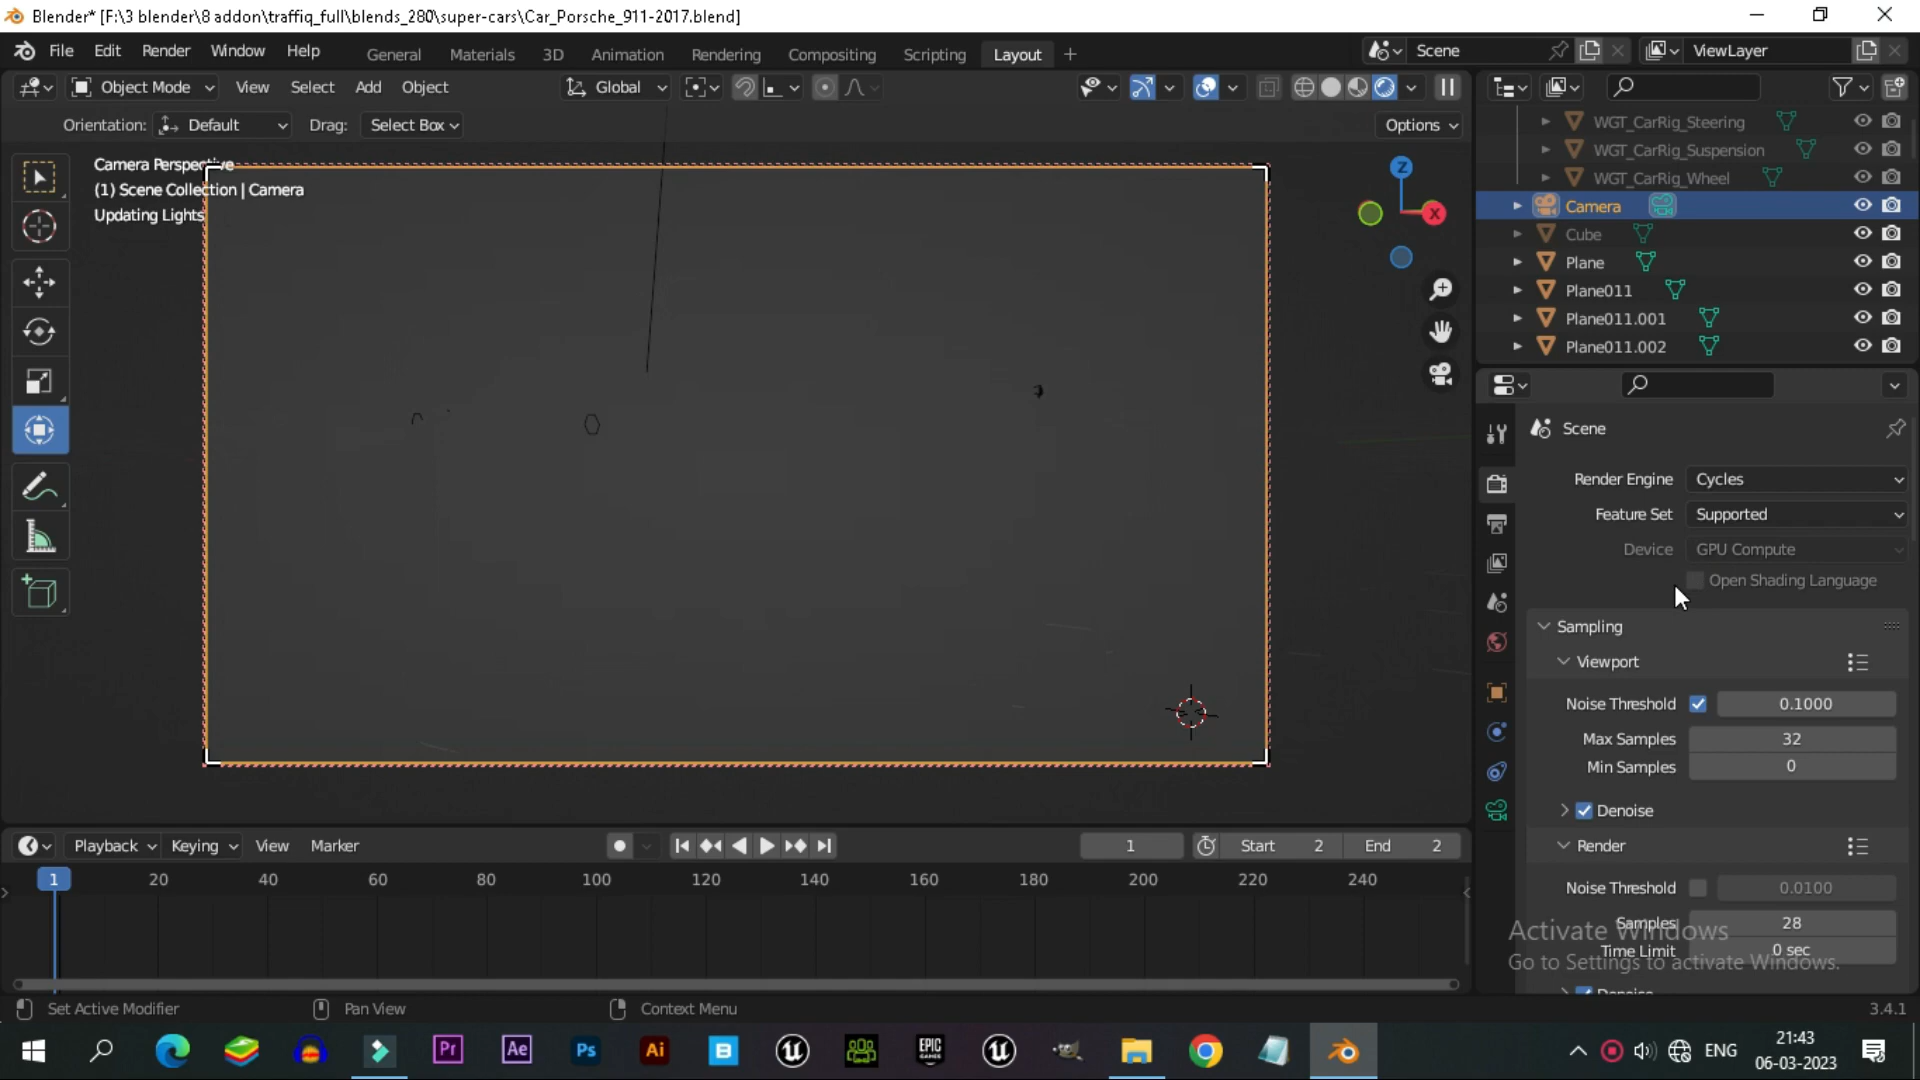 Blender* [F:\3 blender\8 addon\traffiq_full\blends_280\super-cars\Car_Porsche_911-2017.blend]
File Edit Render Window Help General Materials 3D Animation Rendering Compositing Scripting Layout + Scene ViewLayer
Object Mode View Select Add Object Global
Orientation: Default Drag: Select Box Options
Camera Perspective
(1) Scene Collection | Camera
Updating Lights
Z
X
WGT_CarRig_Steering
WGT_CarRig_Suspension
WGT_CarRig_Wheel
Camera
Cube
Plane
Plane011
Plane011.001
Plane011.002
Scene
Render Engine Cycles
Feature Set Supported
Device GPU Compute
Open Shading Language
Sampling
Viewport
Noise Threshold 0.1000
Max Samples 32
Min Samples 0
Denoise
Render
Noise Threshold 0.0100
Samples 28
Time Limit 0 sec
Denoise
Activate Windows
Go to Settings to activate Windows.
Playback Keying View Marker 1 Start 2 End 2
1 20 40 60 80 100 120 140 160 180 200 220 240
Set Active Modifier Pan View Context Menu 3.4.1
Pr Ae Ps Ai B EPIC GAMES ENG
21:43
06-03-2023